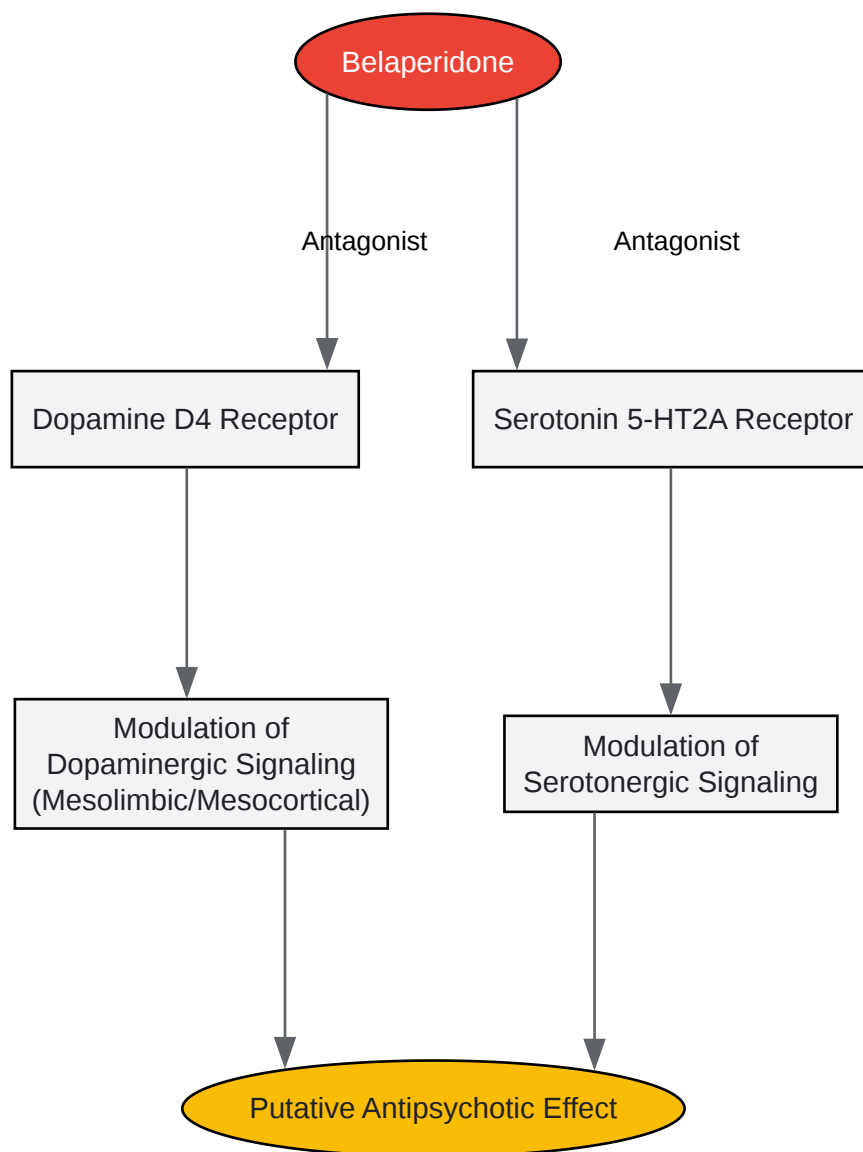 Belaperidone
Antagonist
Antagonist
Dopamine D4 Receptor
Serotonin 5-HT2A Receptor
Modulation of
Dopaminergic Signaling
(Mesolimbic/Mesocortical)
Modulation of
Serotonergic Signaling
Putative Antipsychotic Effect